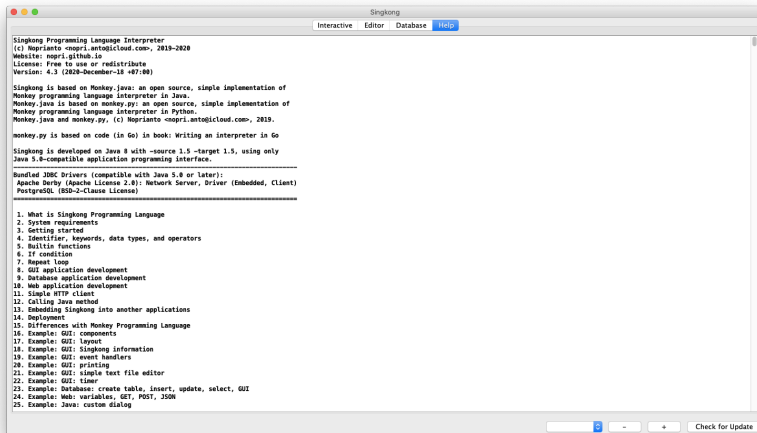 Singkong
Interactive Editor Database Help
Singkong Programming Language Interpreter
(c) Noprianto <nopri.anto@icloud.com>, 2019-2020
Website: nopri.github.io
License: Free to use or redistribute
Version: 4.3 (2020-December-18 +07:00)
Singkong is based on Monkey.java: an open source, simple implementation of
Monkey programming language interpreter in Java.
Monkey.java is based on monkey.py: an open source, simple implementation of
Monkey programming language interpreter in Python.
Monkey.java and monkey.py, (c) Noprianto <nopri.anto@icloud.com>, 2019.
monkey.py is based on code (in Go) in book: Writing an interpreter in Go
Singkong is developed on Java 8 with -source 1.5 -target 1.5, using only
Java 5.0-compatible application programming interface.
---------------------------------------------------------------------------
Bundled JDBC Drivers (compatible with Java 5.0 or later):
Apache Derby (Apache License 2.0): Network Server, Driver (Embedded, Client)
PostgreSQL (BSD-2-Clause License)
===========================================================================
1. What is Singkong Programming Language
2. System requirements
3. Getting started
4. Identifier, keywords, data types, and operators
5. Builtin functions
6. If condition
7. Repeat loop
8. GUI application development
9. Database application development
10. Web application development
11. Simple HTTP client
12. Calling Java method
13. Embedding Singkong into another applications
14. Deployment
15. Differences with Monkey Programming Language
16. Example: GUI: components
17. Example: GUI: layout
18. Example: GUI: Singkong information
19. Example: GUI: event handlers
20. Example: GUI: printing
21. Example: GUI: simple text file editor
22. Example: GUI: timer
23. Example: Database: create table, insert, update, select, GUI
24. Example: Web: variables, GET, POST, JSON
25. Example: Java: custom dialog
- + Check for Update